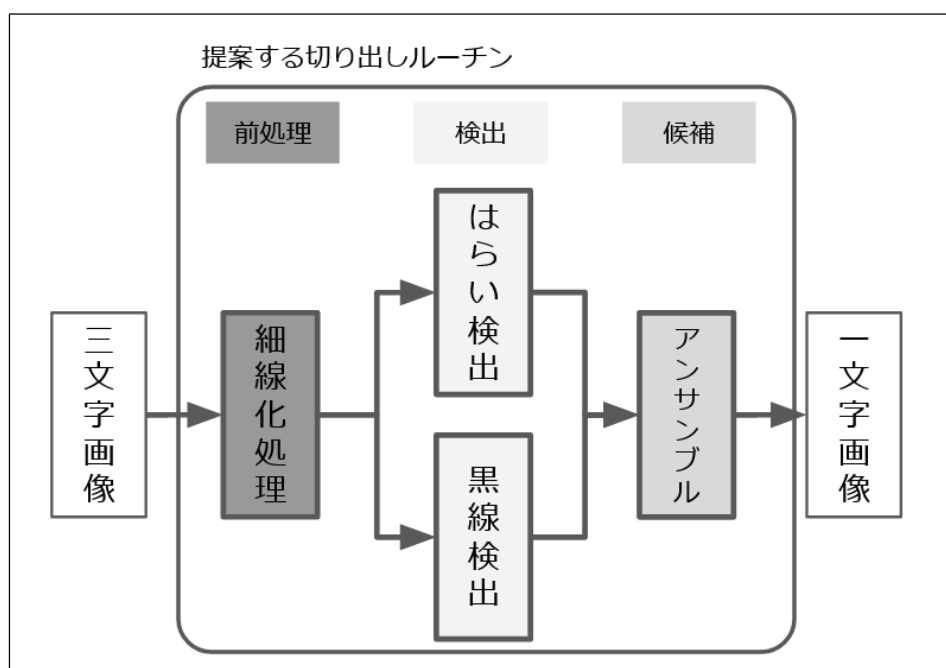 提案する切り出しルーチン
前処理
検出
候補
三文字画像
細線化処理
はらい検出
黒線検出
アンサンブル
一文字画像